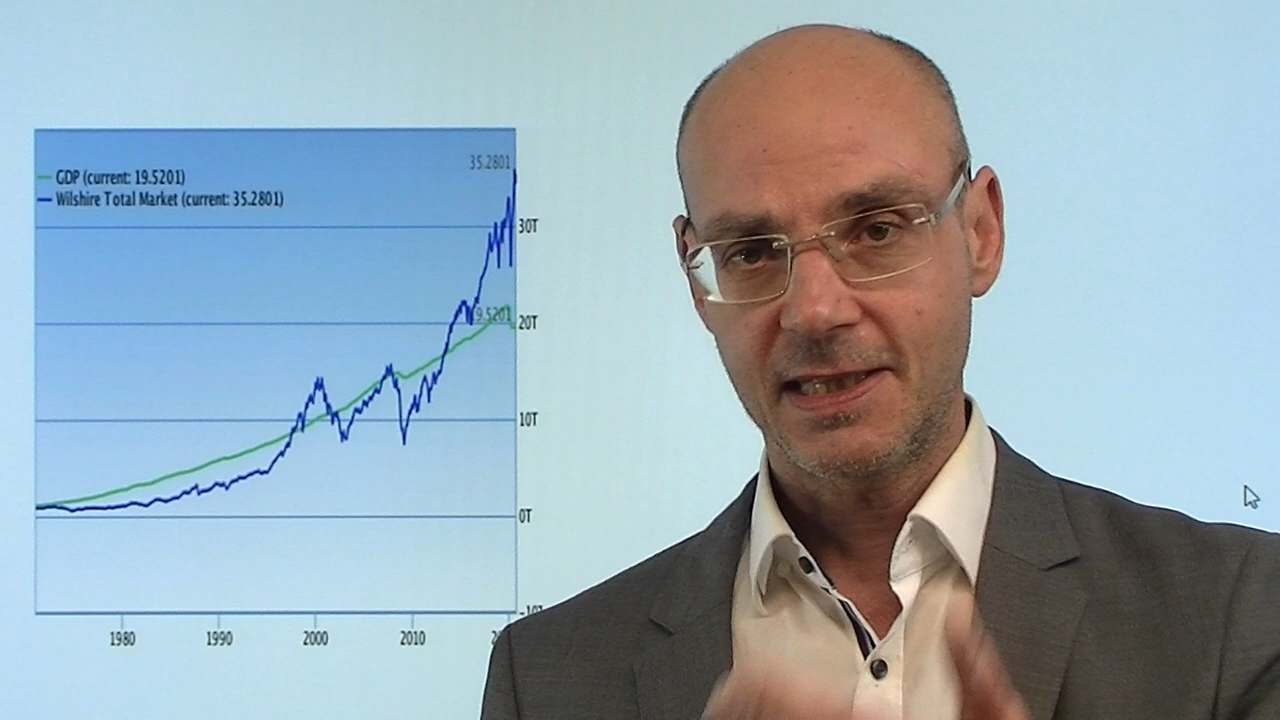 35.2801
GDP (current: 19.5201)
Wilshire Total Market (current: 35.2801)
30T
9.5201
20T
10T
0T
1980
1990
2000
2010